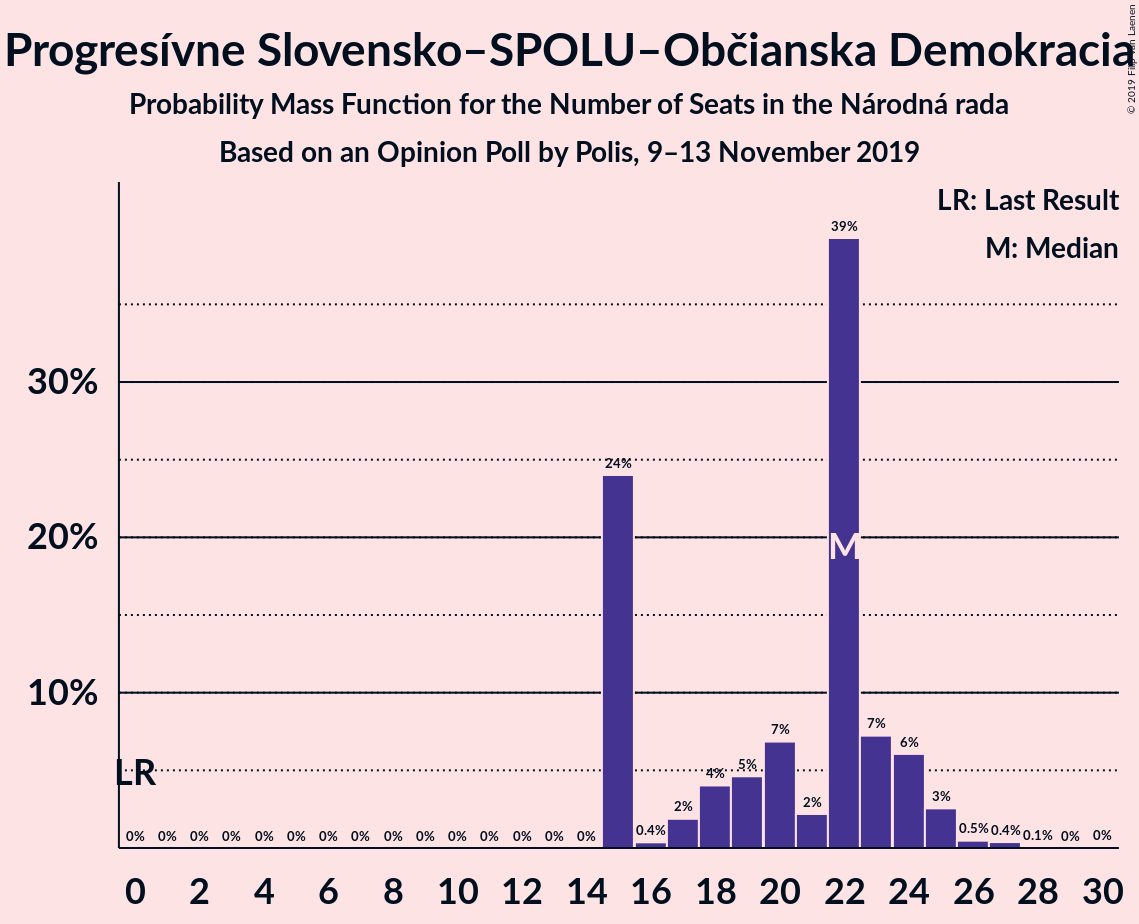 Progresívne Slovensko–SPOLU–Občianska Demokracia
Probability Mass Function for the Number of Seats in the Národná rada
Based on an Opinion Poll by Polis, 9–13 November 2019
© 2019 Filip van Laenen
LR: Last Result
M: Median
39%
30%
24%
20%
M
10%
LR
0% 0% 0% 0% 0% 0% 0% 0% 0% 0% 0% 0% 0% 0% 0% 0.4% 2% 4% 5% 7% 2% 7% 6% 3% 0.5% 0.4% 0.1% 0% 0%
0 2 4 6 8 10 12 14 16 18 20 22 24 26 28 30